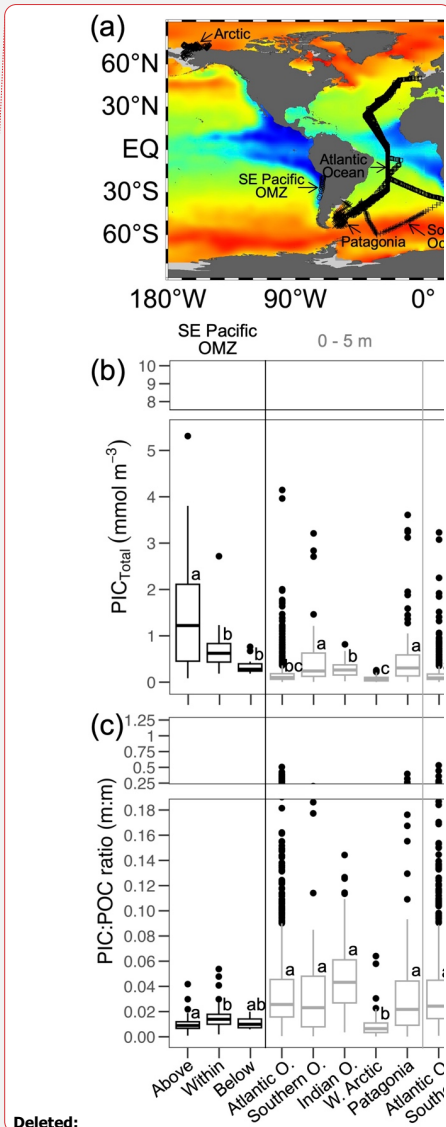 (a)
Arctic
60°N
30°N
EQ
30°S
60°S
Atlantic
Ocean
SE Pacific
OMZ
Patagonia
180°W
90°W
0°
SE Pacific
OMZ
0 - 5 m
(b)
10
9
8
5
4
3
2
1
0
PICTotal (mmol m⁻³)
a
b
b
bc
a
b
c
a
(c)
1.25
1
0.75
0.5
0.25
0.18
0.16
0.14
0.12
0.10
0.08
0.06
0.04
0.02
0.00
PIC:POC ratio (m:m)
a
b
ab
a
a
a
b
a
a
Above
Within
Below
Atlantic O.
Southern O.
Indian O.
W. Arctic
Patagonia
Deleted: